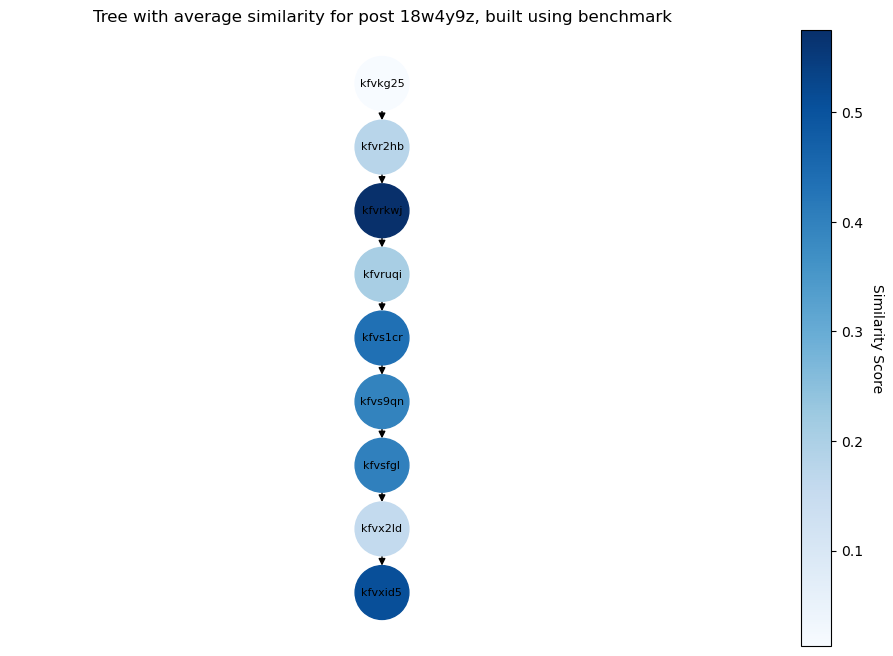 Tree with average similarity for post 18w4y9z, built using benchmark
kfvkg25
kfvr2hb
kfvrkwj
kfvruqi
kfvs1cr
kfvs9qn
kfvsfgl
kfvx2ld
kfvxid5
0.5
0.4
0.3
0.2
0.1
Similarity Score